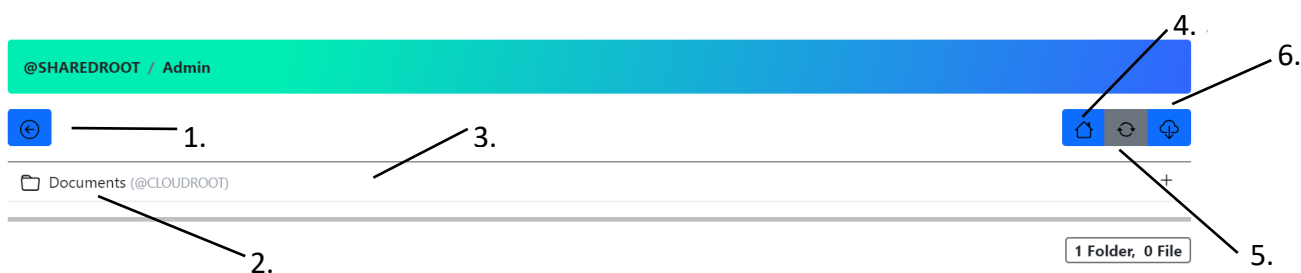 4.
6.
@SHAREDROOT / Admin
1.
3.
Documents (@CLOUDROOT)
+
1 Folder, 0 File
5.
2.